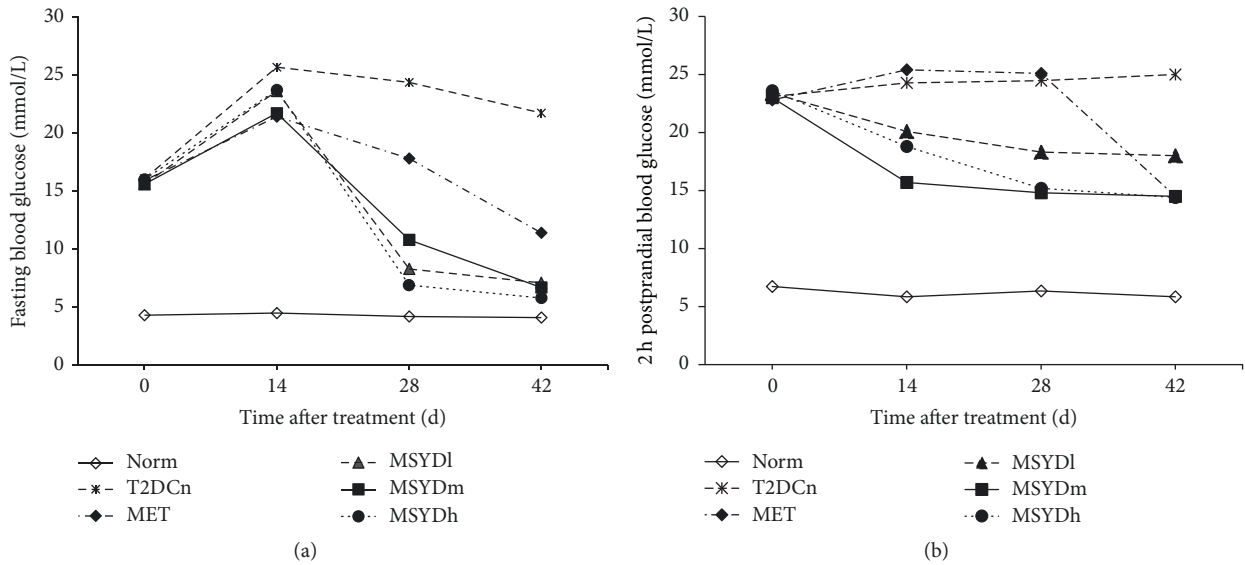 Fasting blood glucose (mmol/L)
30
25
20
15
10
5
0
0 14 28 42
Time after treatment (d)
Norm
T2DCn
MET
MSYDl
MSYDm
MSYDh
(a)
2 h postprandial blood glucose (mmol/L)
30
25
20
15
10
5
0
0 14 28 42
Time after treatment (d)
Norm
T2DCn
MET
MSYDl
MSYDm
MSYDh
(b)